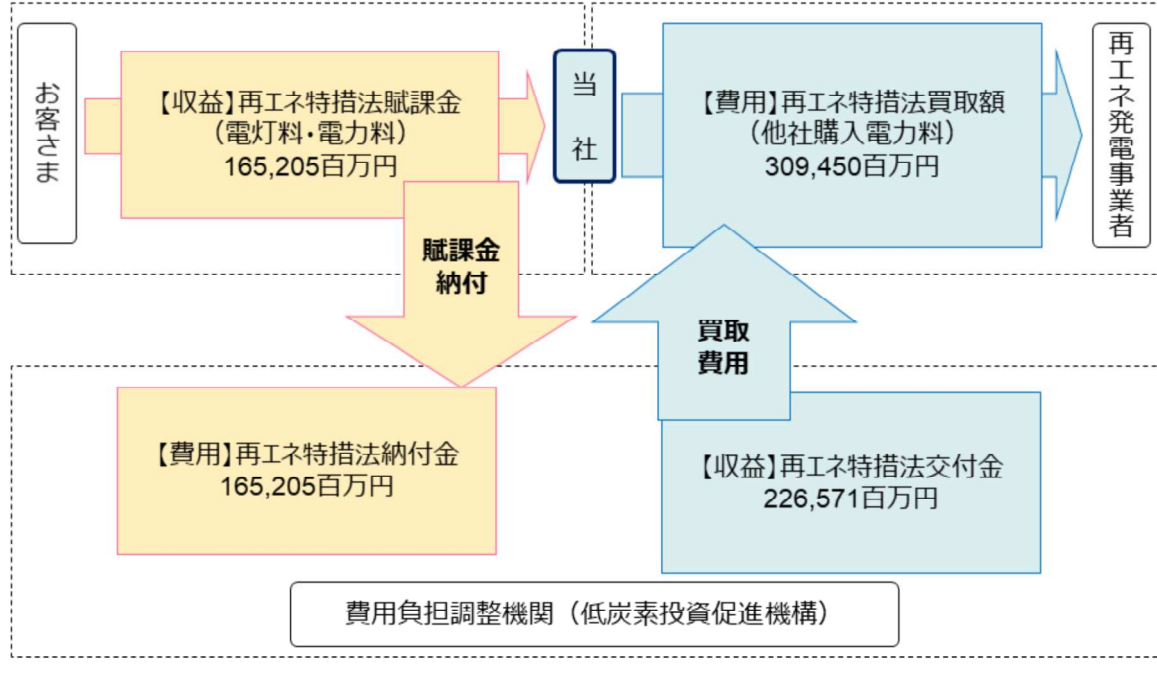 お客さま
【収益】再エネ特措法賦課金
（電灯料・電力料）
165,205百万円
当社
【費用】再エネ特措法買取額
（他社購入電力料）
309,450百万円
再エネ発電事業者
賦課金
納付
買取
費用
【費用】再エネ特措法納付金
165,205百万円
【収益】再エネ特措法交付金
226,571百万円
費用負担調整機関（低炭素投資促進機構）